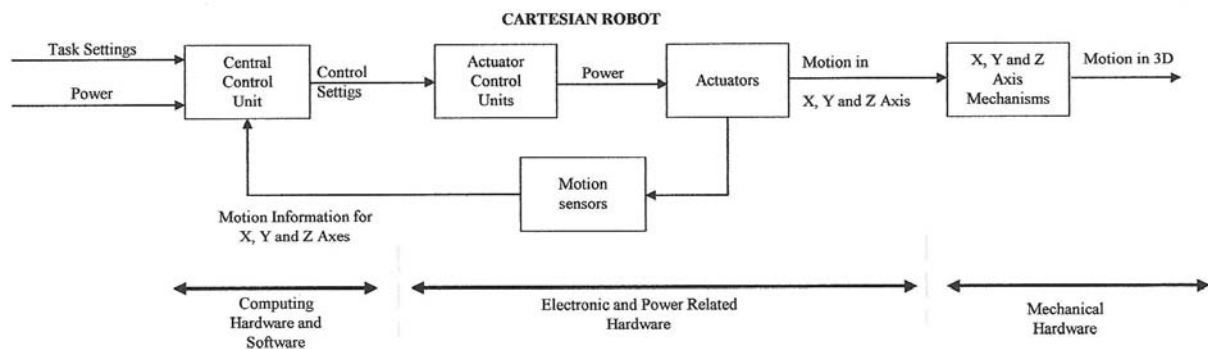 CARTESIAN ROBOT
Task Settings
Power
Central
Control
Unit
Control
Settigs
Actuator
Control
Units
Power
Actuators
Motion in
X, Y and Z Axis
X, Y and Z
Axis
Mechanisms
Motion in 3D
Motion
sensors
Motion Information for
X, Y and Z Axes
Computing
Hardware and
Software
Electronic and Power Related
Hardware
Mechanical
Hardware